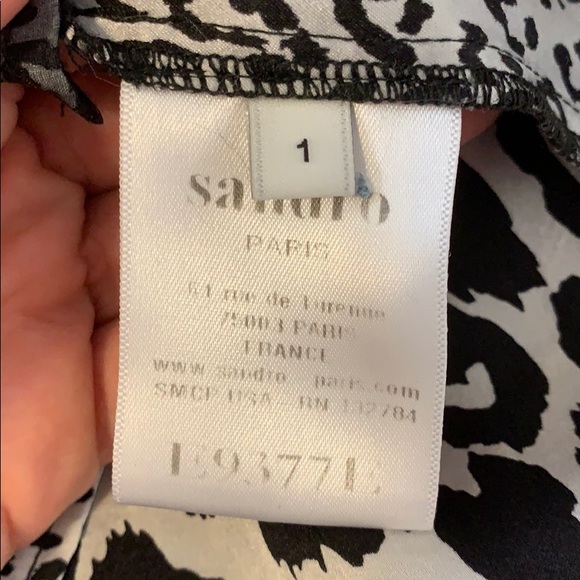 1
sandro
PARIS
61 rue de Turenne
75003 PARIS
FRANCE
www.sandro-paris.com
SMCP USA RN 132784
E9377E